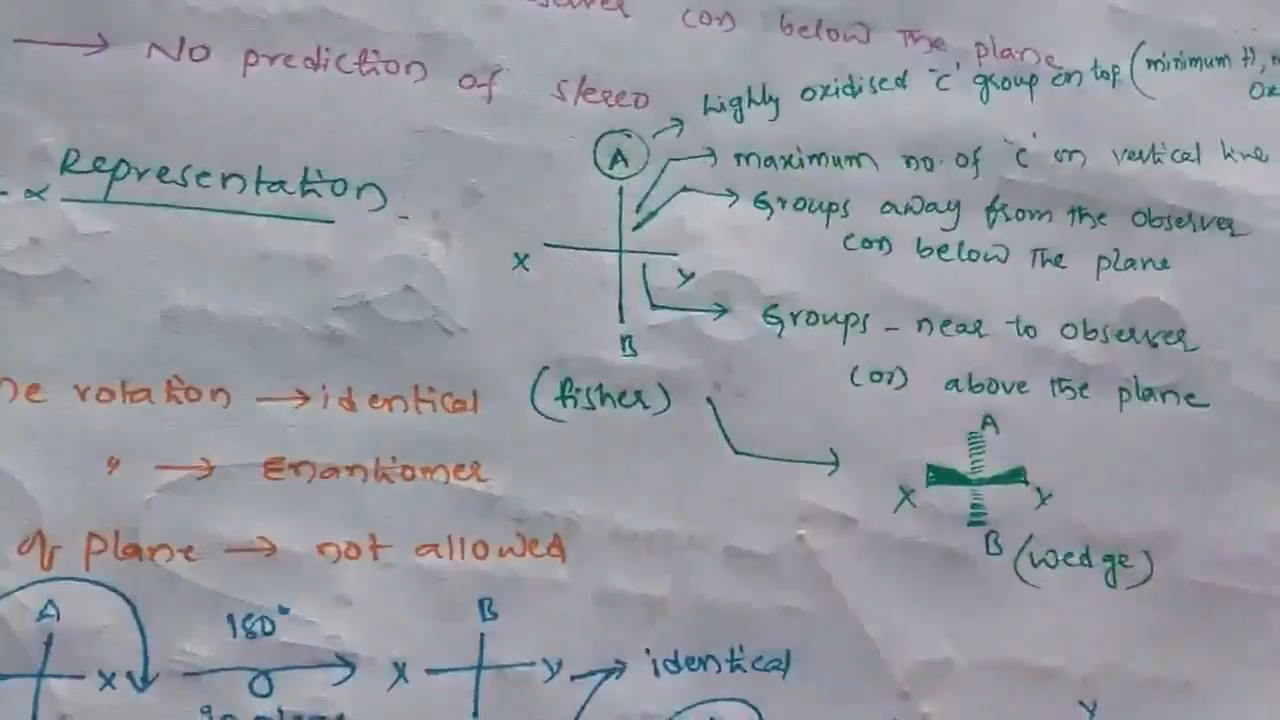 (or) below the plane
→ No prediction of stereo
highly oxidised 'c' group on top (minimum H,
Representation
A
maximum no. of 'c' on vertical line
Groups away from the observer
(or) below the plane
X
y
Groups - near to observer
B
(or) above the plane
rotation → identical (fisher)
A
" → Enantiomer
X
y
of plane → not allowed
B (wedge)
A
180°
B
X
X
y
identical
y